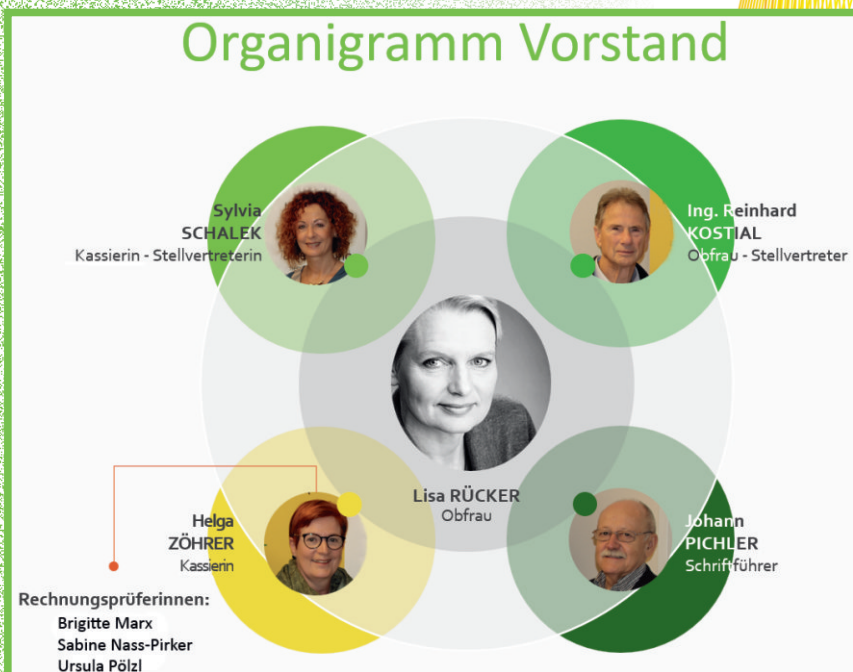 Organigramm Vorstand
Sylvia
SCHALEK
Kassierin - Stellvertreterin
Ing. Reinhard
KOSTIAL
Obfrau - Stellvertreter
Lisa RÜCKER
Obfrau
Helga
ZÖHRER
Kassierin
Johann
PICHLER
Schriftführer
Rechnungsprüferinnen:
Brigitte Marx
Sabine Nass-Pirker
Ursula Pölzl